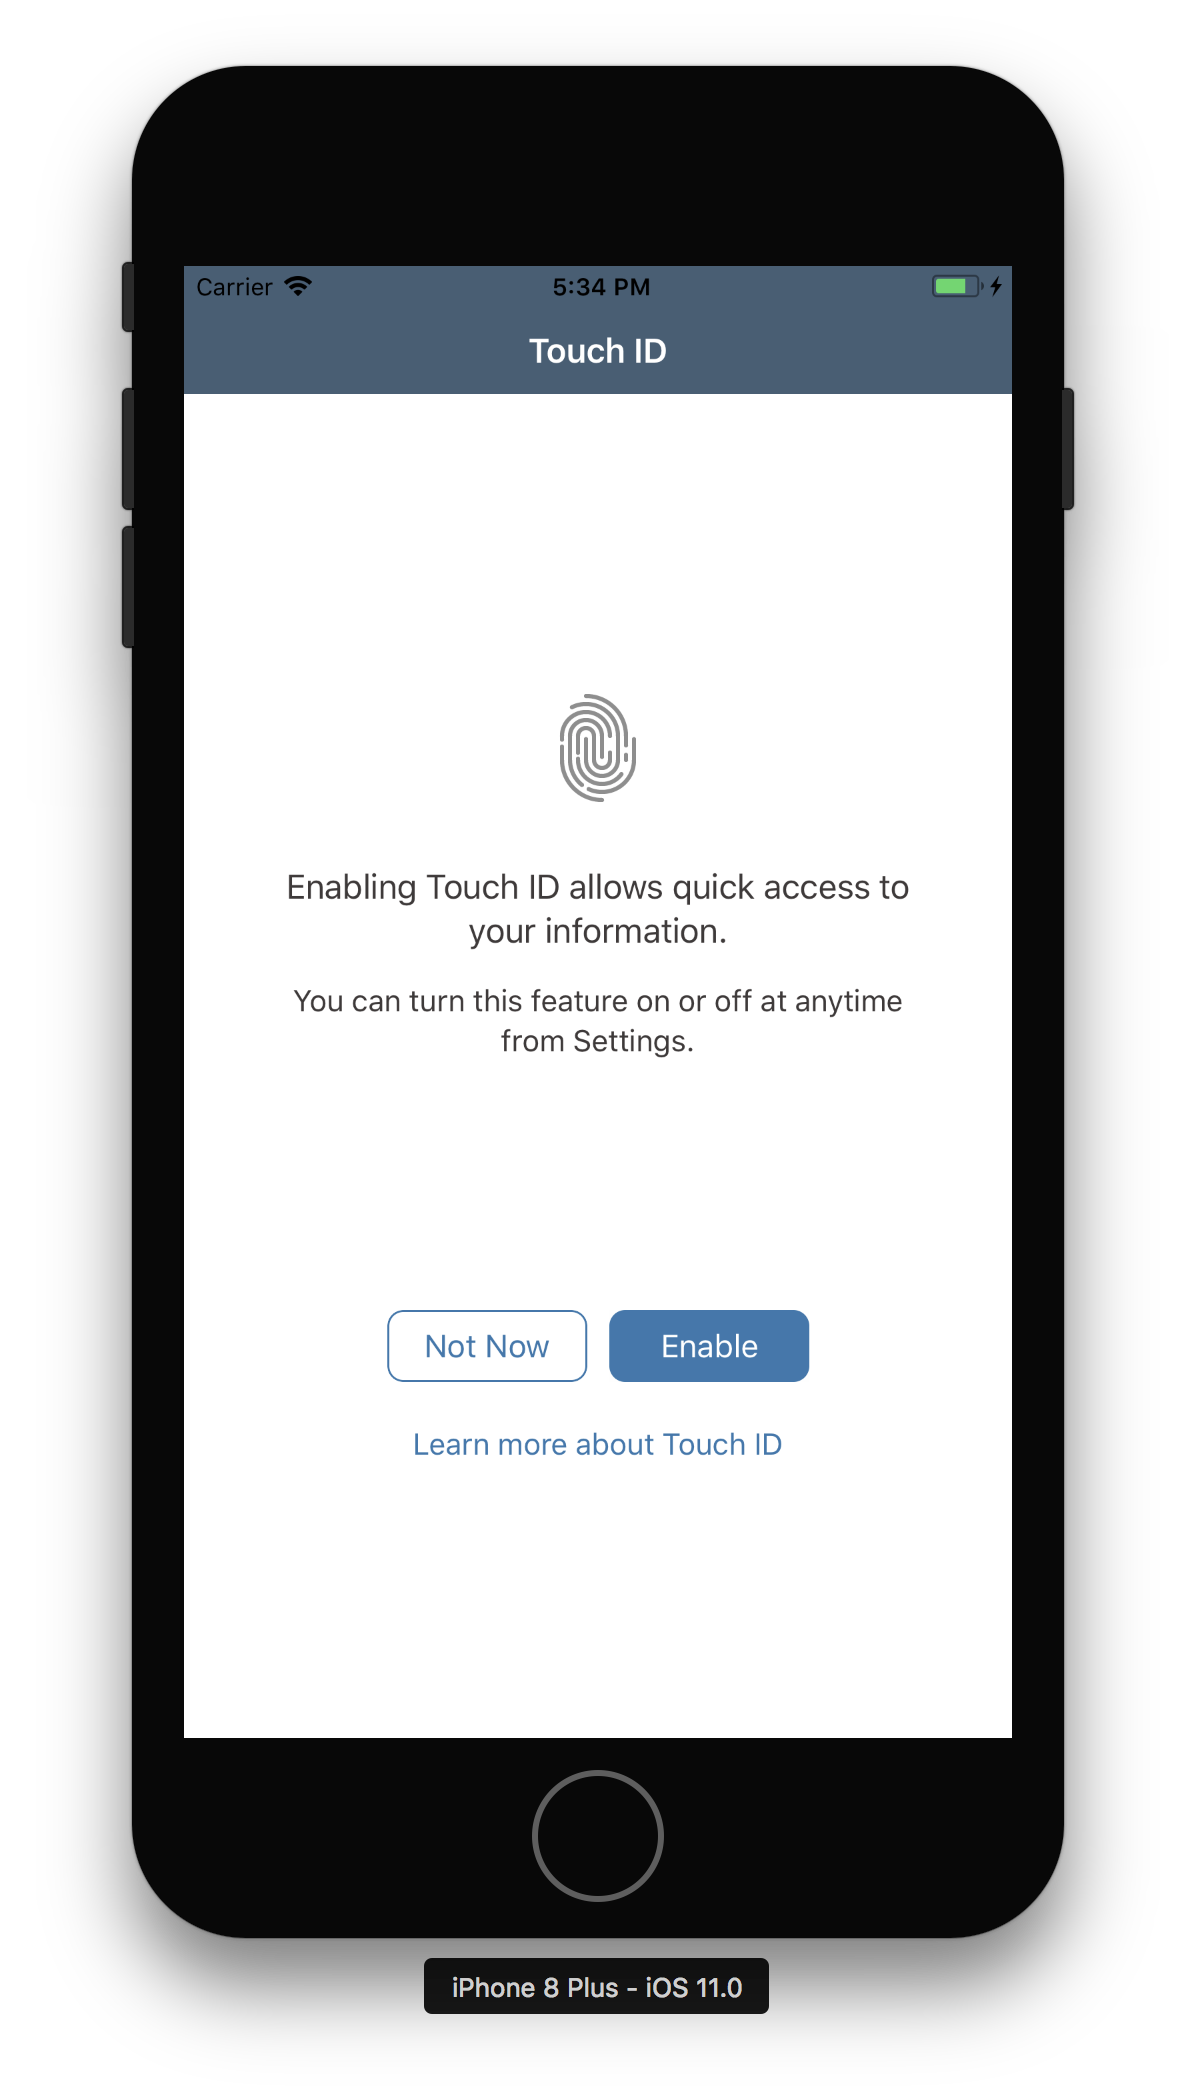 Carrier
5:34 PM
Touch ID
Enabling Touch ID allows quick access to
your information.
You can turn this feature on or off at anytime
from Settings.
Not Now
Enable
Learn more about Touch ID
iPhone 8 Plus - iOS 11.0